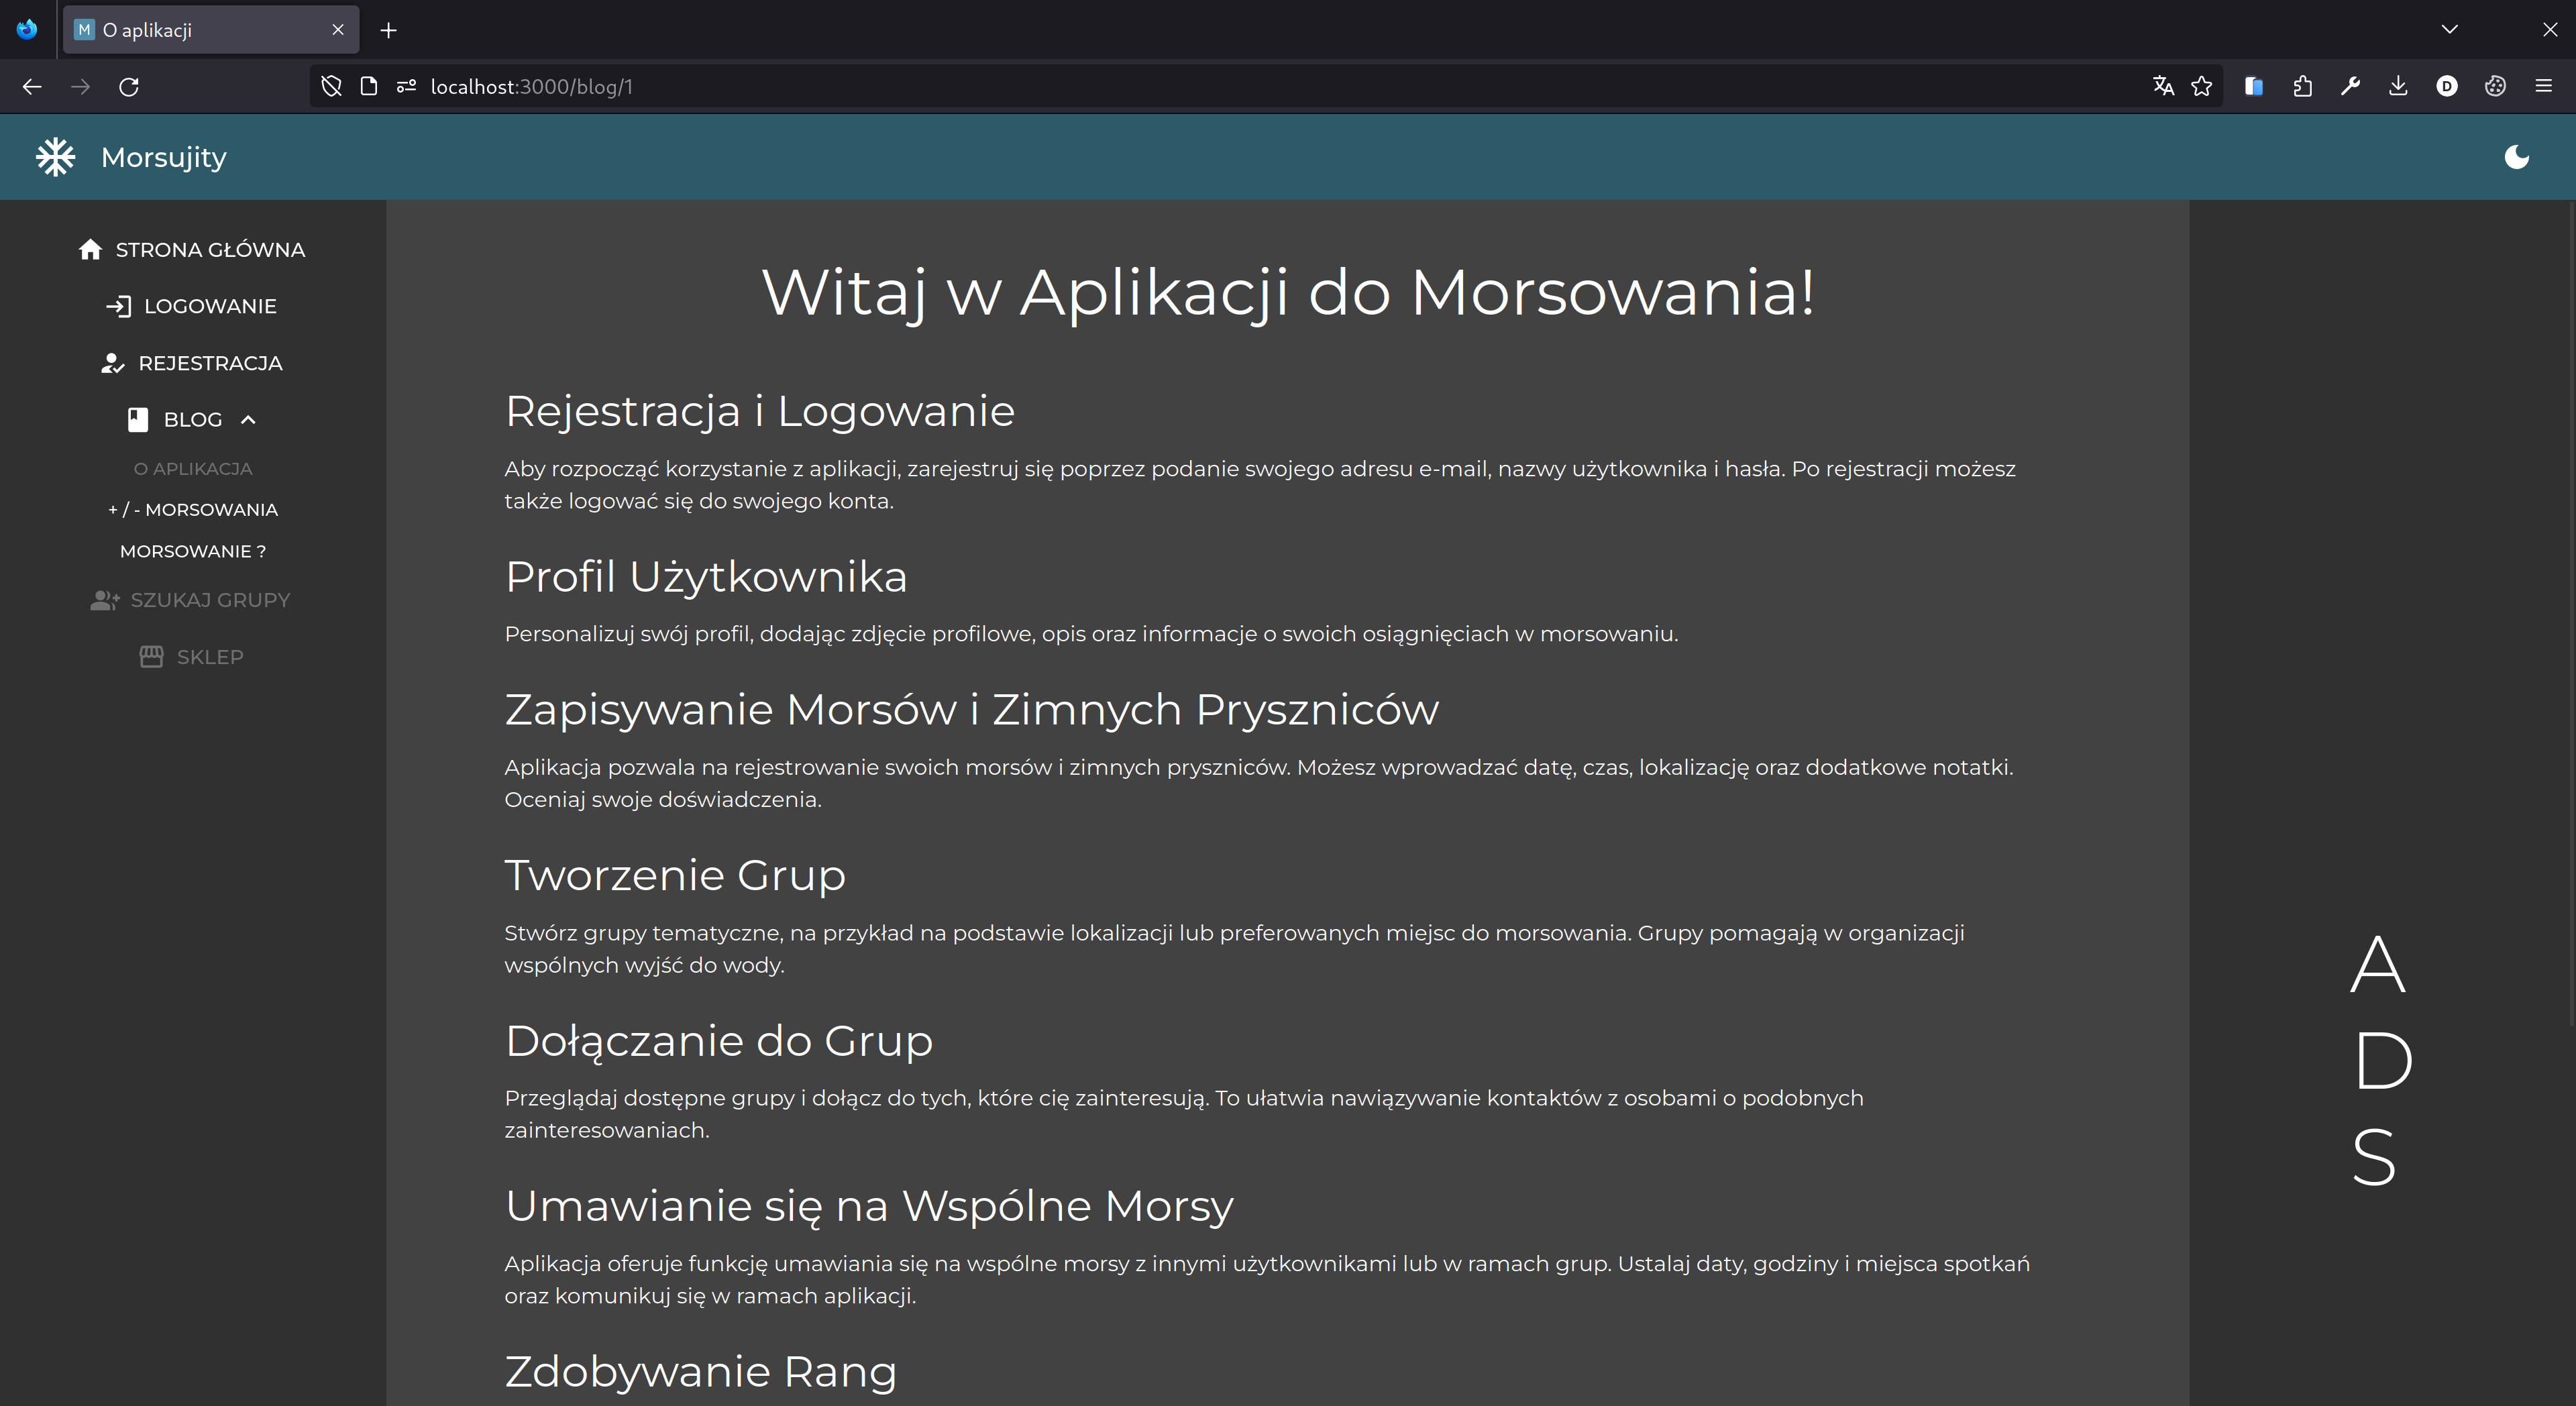 M O aplikacji
localhost:3000/blog/1
D
Morsujity
STRONA GŁÓWNA
LOGOWANIE
REJESTRACJA
BLOG
O APLIKACJA
+ / - MORSOWANIA
MORSOWANIE ?
SZUKAJ GRUPY
SKLEP
Witaj w Aplikacji do Morsowania!
Rejestracja i Logowanie
Aby rozpocząć korzystanie z aplikacji, zarejestruj się poprzez podanie swojego adresu e-mail, nazwy użytkownika i hasła. Po rejestracji możesz
także logować się do swojego konta.
Profil Użytkownika
Personalizuj swój profil, dodając zdjęcie profilowe, opis oraz informacje o swoich osiągnięciach w morsowaniu.
Zapisywanie Morsów i Zimnych Pryszniców
Aplikacja pozwala na rejestrowanie swoich morsów i zimnych pryszniców. Możesz wprowadzać datę, czas, lokalizację oraz dodatkowe notatki.
Oceniaj swoje doświadczenia.
Tworzenie Grup
Stwórz grupy tematyczne, na przykład na podstawie lokalizacji lub preferowanych miejsc do morsowania. Grupy pomagają w organizacji
wspólnych wyjść do wody.
Dołączanie do Grup
Przeglądaj dostępne grupy i dołącz do tych, które cię zainteresują. To ułatwia nawiązywanie kontaktów z osobami o podobnych
zainteresowaniach.
Umawianie się na Wspólne Morsy
Aplikacja oferuje funkcję umawiania się na wspólne morsy z innymi użytkownikami lub w ramach grup. Ustalaj daty, godziny i miejsca spotkań
oraz komunikuj się w ramach aplikacji.
Zdobywanie Rang
A
D
S